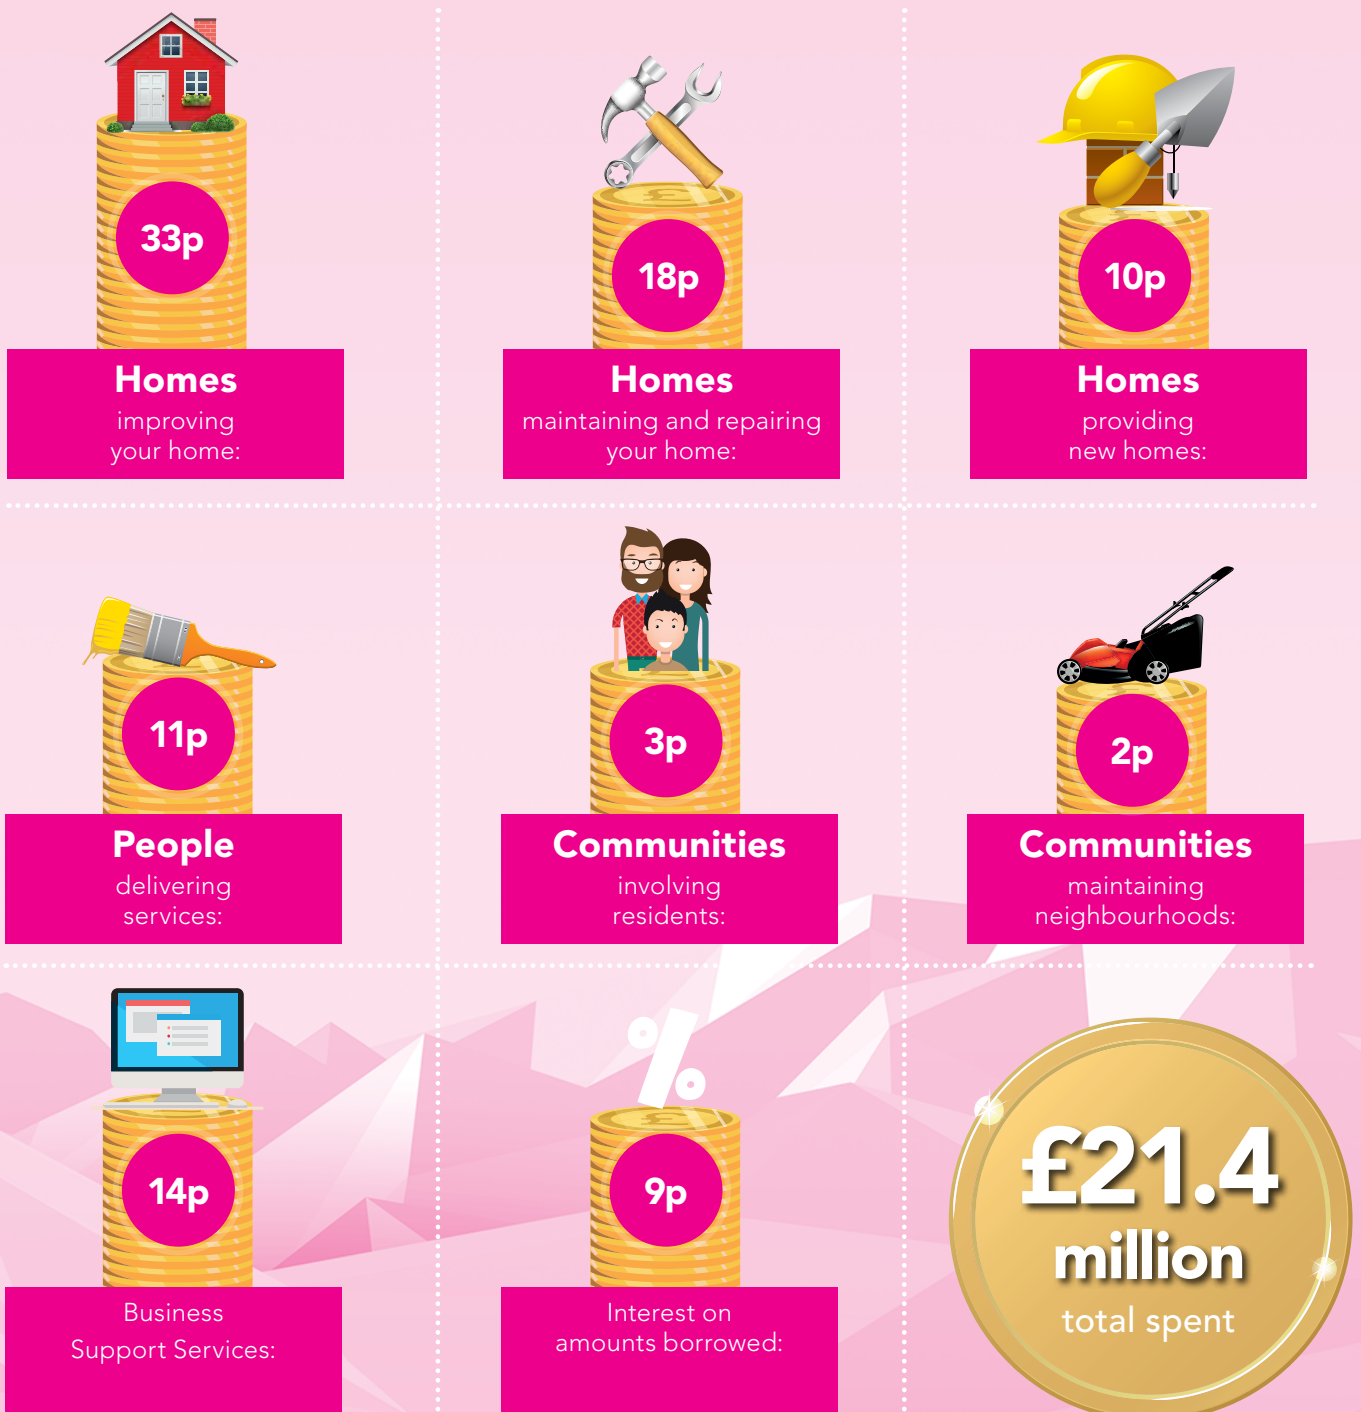 33p
Homes
improving
your home:
18p
Homes
maintaining and repairing
your home:
10p
Homes
providing
new homes:
11p
People
delivering
services:
3p
Communities
involving
residents:
2p
Communities
maintaining
neighbourhoods:
14p
Business
Support Services:
%
9p
Interest on
amounts borrowed:
£21.4
million
total spent